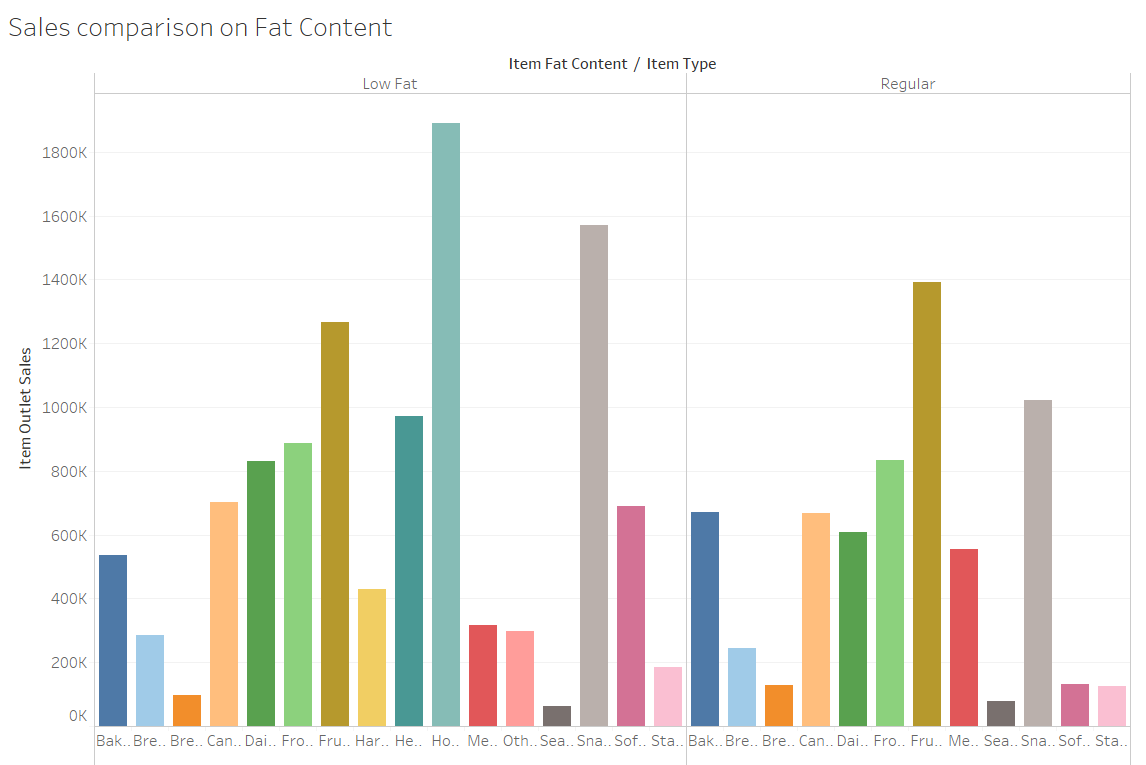 Sales comparison on Fat Content
Item Fat Content / Item Type
Low Fat Regular
1800K
1600K
1400K
1200K
1000K
800K
600K
400K
200K
0K
Item Outlet Sales
Bak.. Bre.. Bre.. Can.. Dai.. Fro.. Fru.. Har.. He.. Ho.. Me.. Oth.. Sea.. Sna.. Sof.. Sta.. Bak.. Bre.. Bre.. Can.. Dai.. Fro.. Fru.. Me.. Sea.. Sna.. Sof.. Sta..